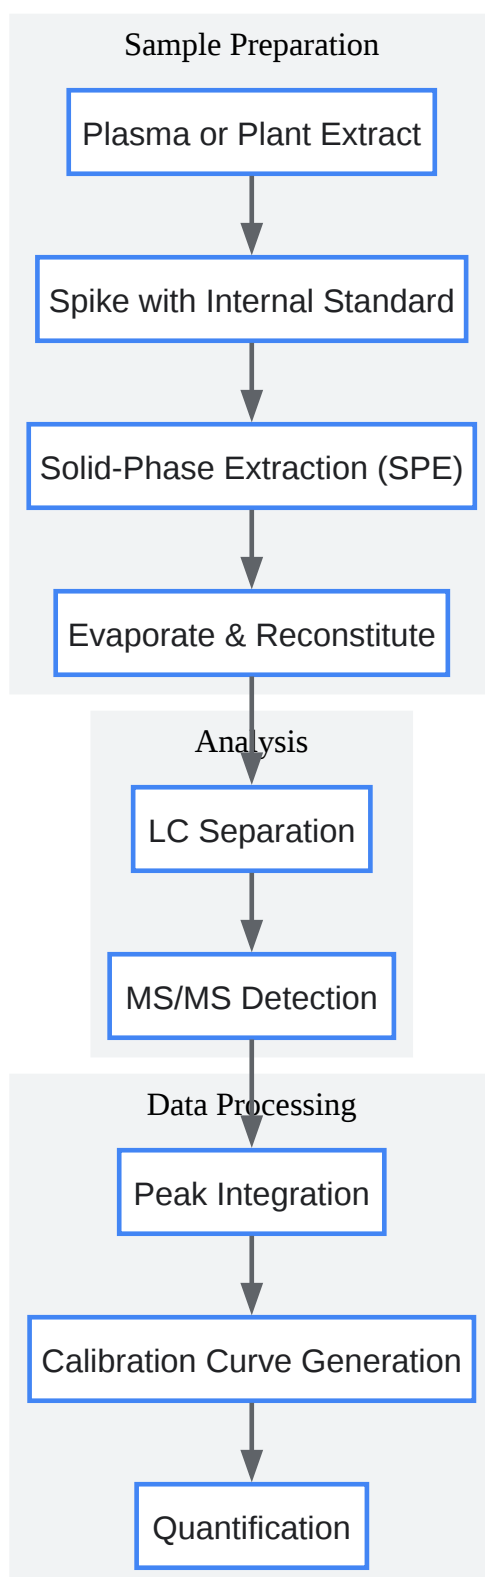 Sample Preparation
Plasma or Plant Extract
Spike with Internal Standard
Solid-Phase Extraction (SPE)
Evaporate & Reconstitute
Analysis
LC Separation
MS/MS Detection
Data Processing
Peak Integration
Calibration Curve Generation
Quantification